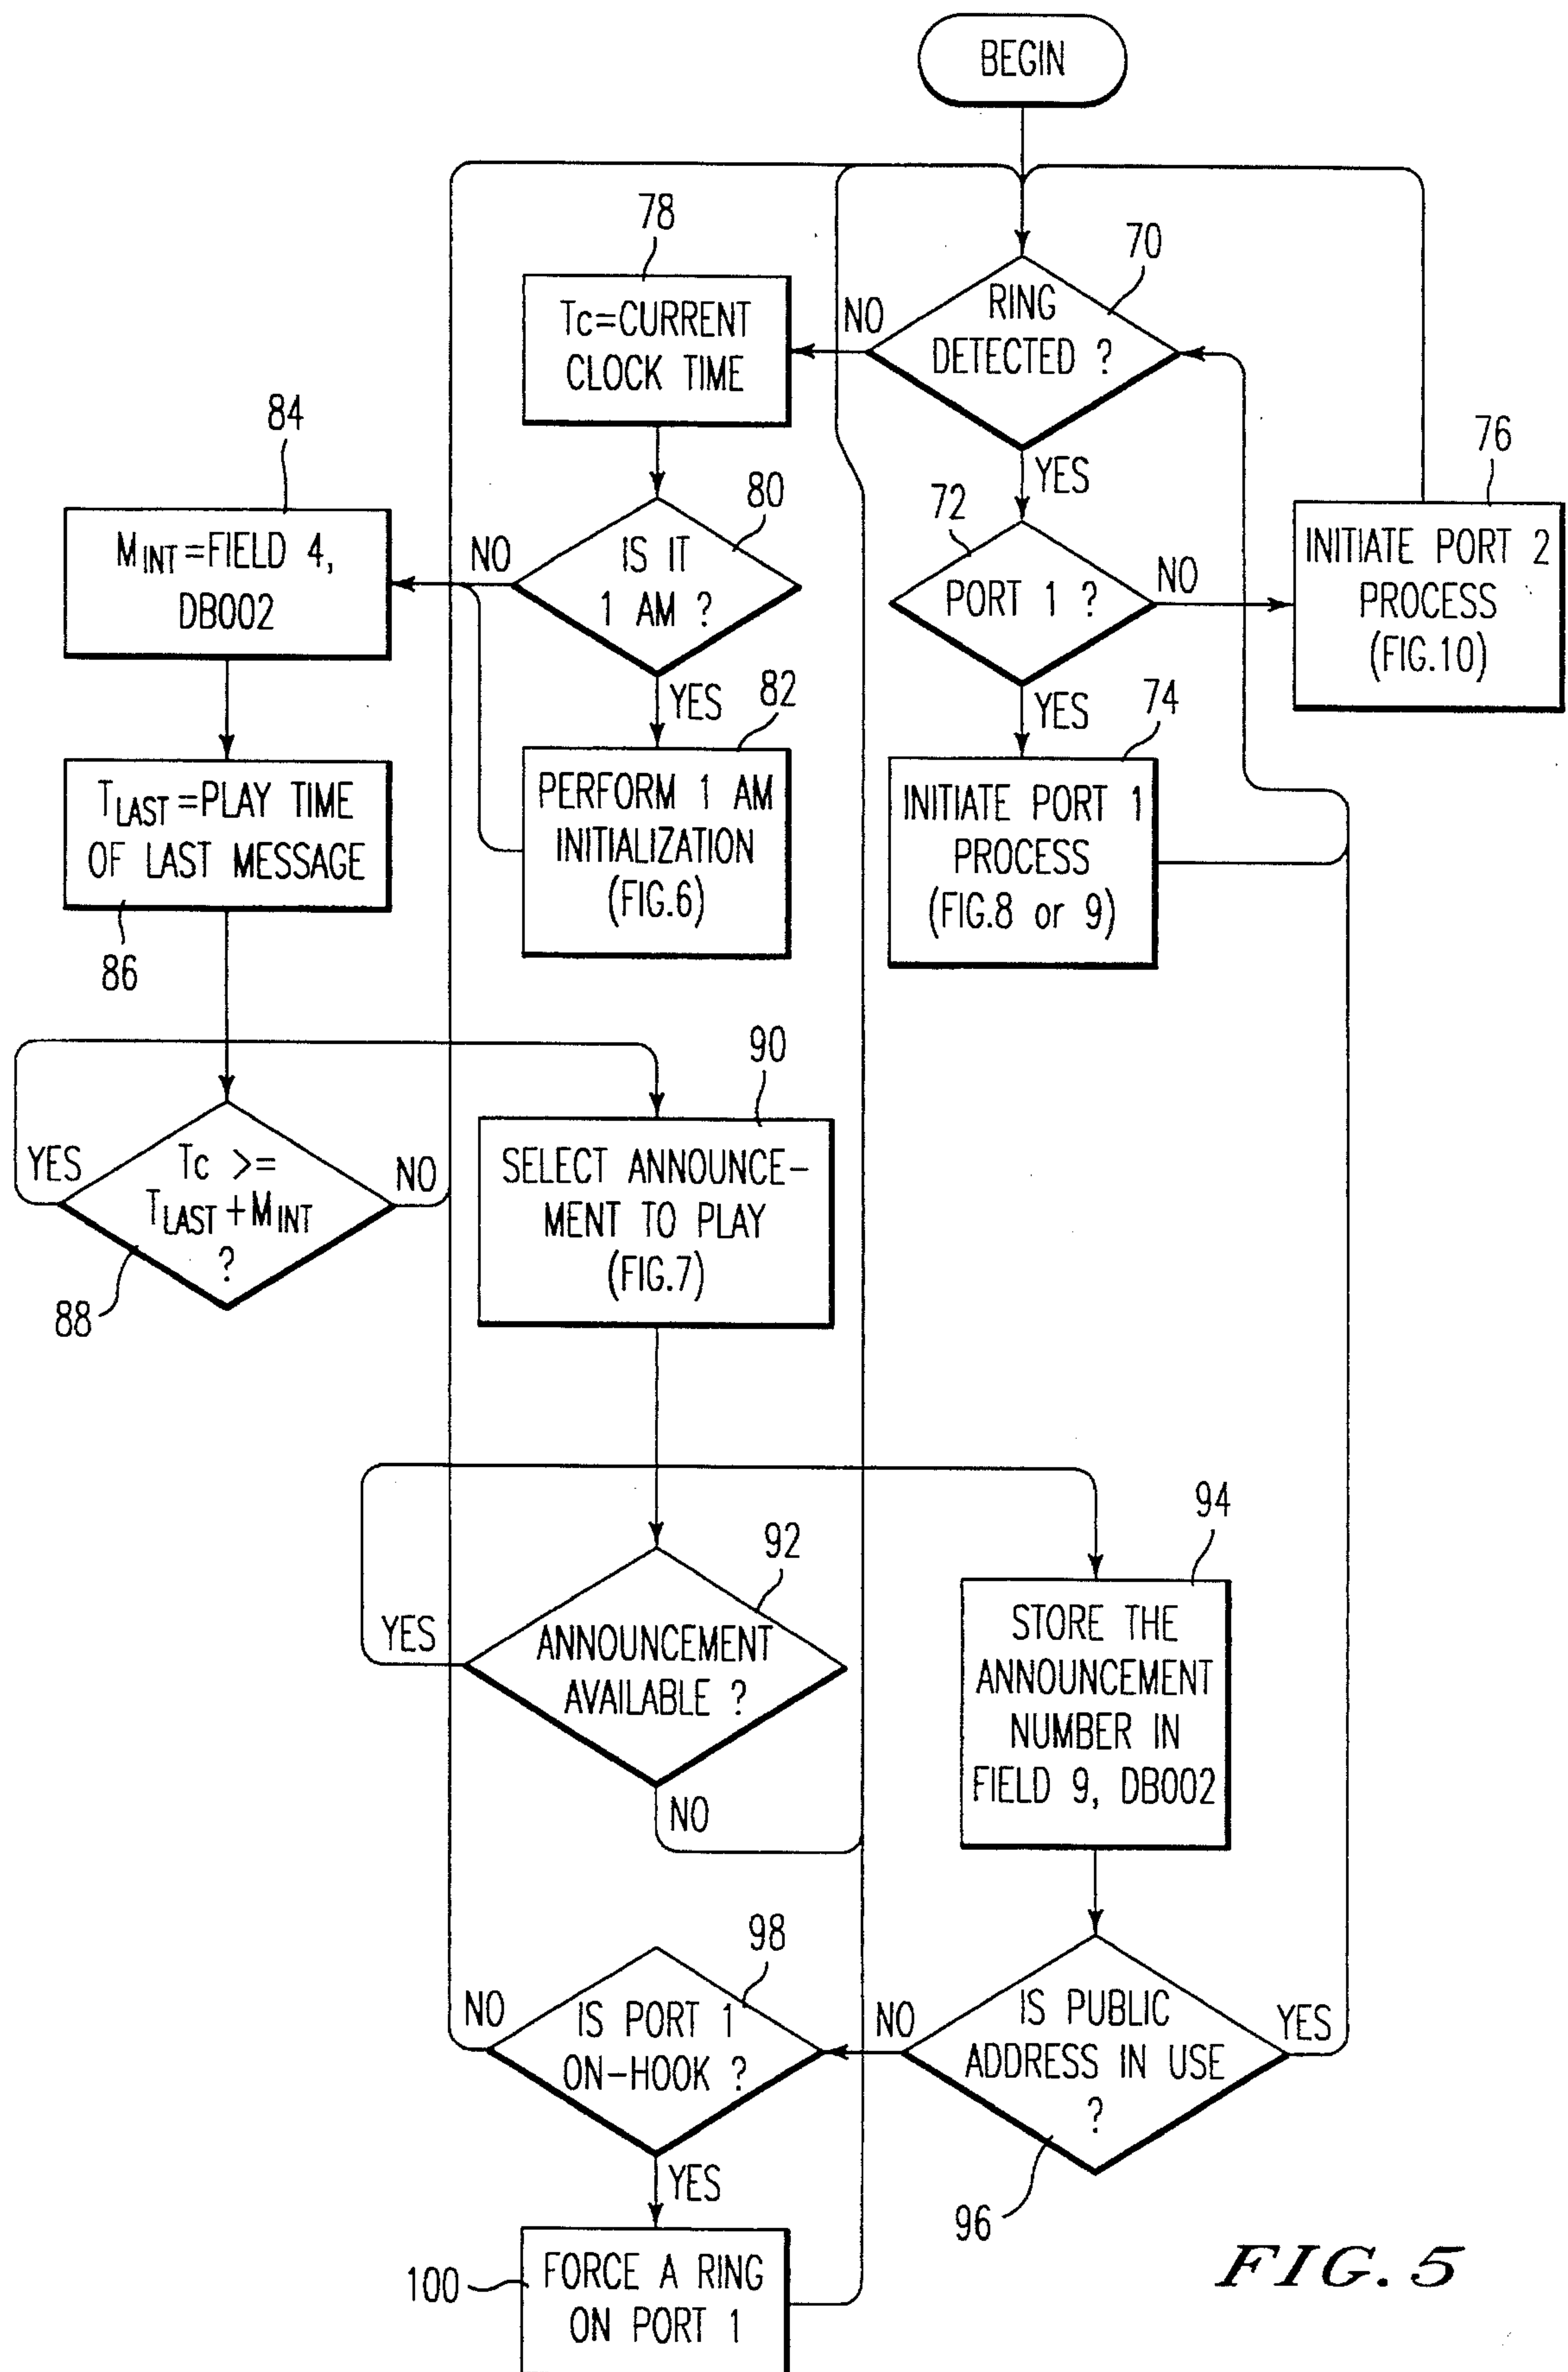 BEGIN
78
70
Tc=CURRENT
CLOCK TIME
NO
RING
DETECTED ?
84
80
YES
72
76
MINT=FIELD 4,
DB002
NO
IS IT
1 AM ?
PORT 1 ?
NO
INITIATE PORT 2
PROCESS
(FIG.10)
YES
82
YES
74
TLAST=PLAY TIME
OF LAST MESSAGE
86
PERFORM 1 AM
INITIALIZATION
(FIG.6)
INITIATE PORT 1
PROCESS
(FIG.8 or 9)
90
YES
Tc >=
TLAST+MINT
?
NO
88
SELECT ANNOUNCE-
MENT TO PLAY
(FIG.7)
92
94
YES
ANNOUNCEMENT
AVAILABLE ?
NO
STORE THE
ANNOUNCEMENT
NUMBER IN
FIELD 9, DB002
98
NO
IS PORT 1
ON-HOOK ?
NO
IS PUBLIC
ADDRESS IN USE
?
YES
YES
96
100
FORCE A RING
ON PORT 1
FIG. 5